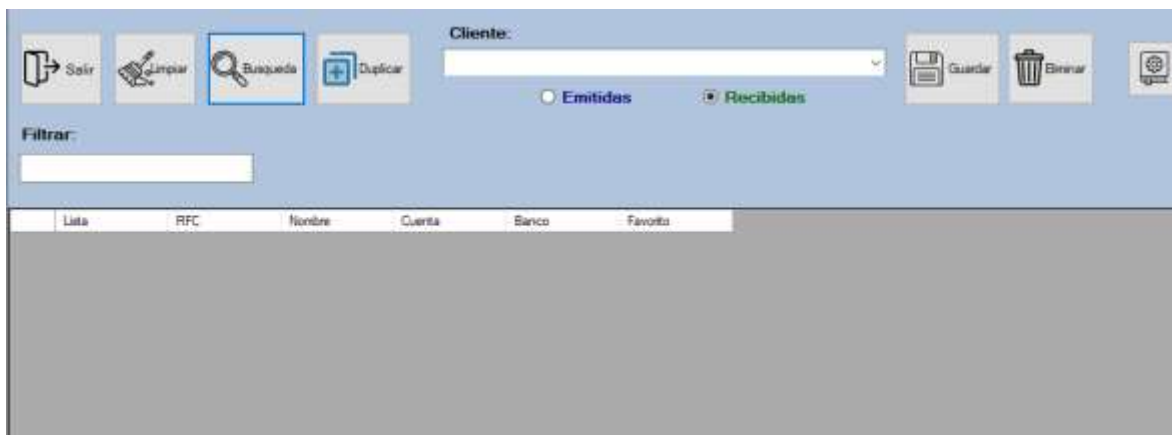 Cliente:
Salir Limpiar Busqueda Duplicar Guardar Eliminar
Emitidas Recibidas
Filtrar:
Lista RFC Nombre Cuenta Banco Favorito